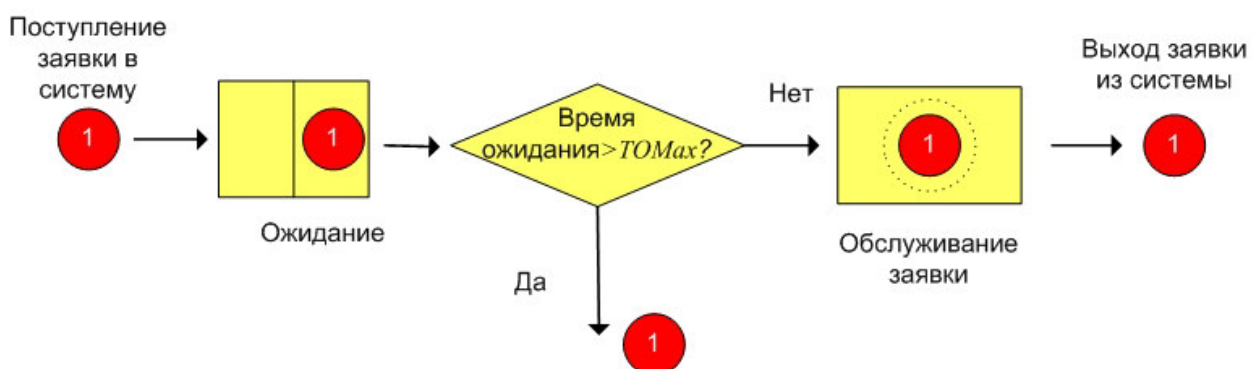 Поступление
заявки в
систему
1
1
Ожидание
Время
ожидания>TOMax?
Нет
Да
1
1
Обслуживание
заявки
Выход заявки
из системы
1